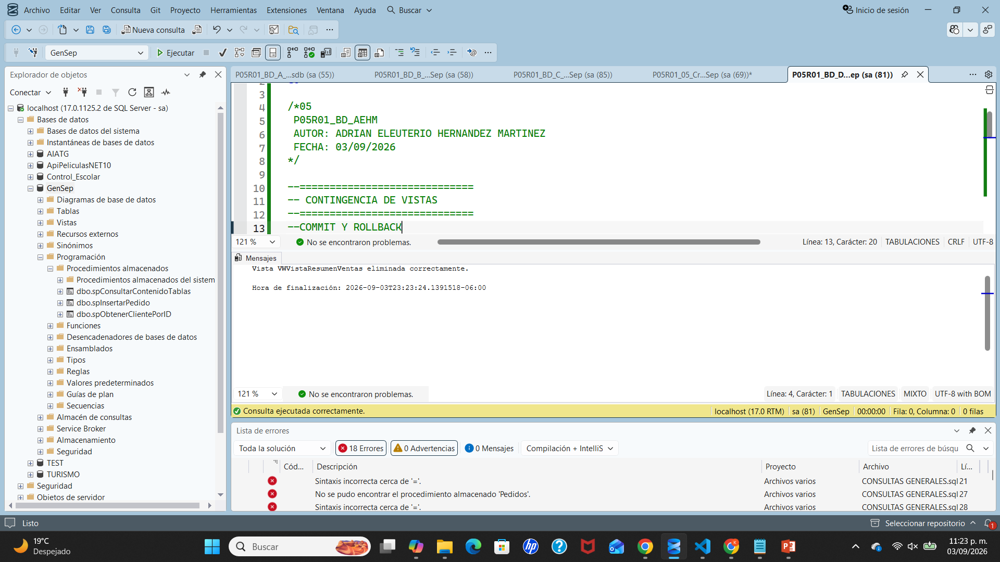 Archivo Editar Ver Consulta Git Proyecto Herramientas Extensiones Ventana Ayuda Buscar Inicio de sesión
Nueva consulta
GenSep Ejecutar
Explorador de objetos
Conectar
localhost (17.0.1125.2 de SQL Server - sa)
Bases de datos
Bases de datos del sistema
Instantáneas de bases de datos
AIATG
ApiPeliculasNET10
Control_Escolar
GenSep
Diagramas de base de datos
Tablas
Vistas
Recursos externos
Sinónimos
Programación
Procedimientos almacenados
Procedimientos almacenados del sistem
dbo.spConsultarContenidoTablas
dbo.spInsertarPedido
dbo.spObtenerClientePorID
Funciones
Desencadenadores de bases de datos
Ensamblados
Tipos
Reglas
Valores predeterminados
Guías de plan
Secuencias
Almacén de consultas
Service Broker
Almacenamiento
Seguridad
TEST
TURISMO
Seguridad
Objetos de servidor
P05R01_BD_A_...sdb (sa (55)) P05R01_BD_B_...Sep (sa (58)) P05R01_BD_C_...Sep (sa (85)) P05R01_05_Cr...Sep (sa (69))* P05R01_BD_D...ep (sa (81))
3
4 /*05
5 P05R01_BD_AEHM
6 AUTOR: ADRIAN ELEUTERIO HERNANDEZ MARTINEZ
7 FECHA: 03/09/2026
8 */
9
10 --=============================
11 -- CONTINGENCIA DE VISTAS
12 --=============================
13 --COMMIT Y ROLLBACK
121 % No se encontraron problemas. Línea: 13, Carácter: 20 TABULACIONES CRLF UTF-8
Mensajes
Vista VWVistaResumenVentas eliminada correctamente.
Hora de finalización: 2026-09-03T23:23:24.1391518-06:00
121 % No se encontraron problemas. Línea: 4, Carácter: 1 TABULACIONES MIXTO UTF-8 with BOM
Consulta ejecutada correctamente. localhost (17.0 RTM) sa (81) GenSep 00:00:00 Fila: 0, Columna: 0 0 filas
Lista de errores
Toda la solución 18 Errores 0 Advertencias 0 Mensajes Compilación + IntelliS Lista de errores de búsqu
Cód... Descripción Proyecto Archivo Lí...
Sintaxis incorrecta cerca de '='. Archivos varios CONSULTAS GENERALES.sql 21
No se pudo encontrar el procedimiento almacenado 'Pedidos'. Archivos varios CONSULTAS GENERALES.sql 27
Sintaxis incorrecta cerca de '='. Archivos varios CONSULTAS GENERALES.sql 28
Listo Seleccionar repositorio 1
19°C
Despejado
Buscar
11:23 p. m.
03/09/2026